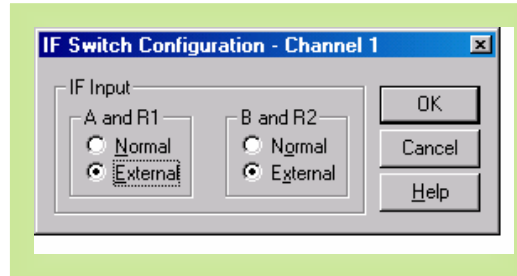 IF Switch Configuration - Channel 1
IF Input
A and R1
Normal
External
B and R2
Normal
External
OK
Cancel
Help